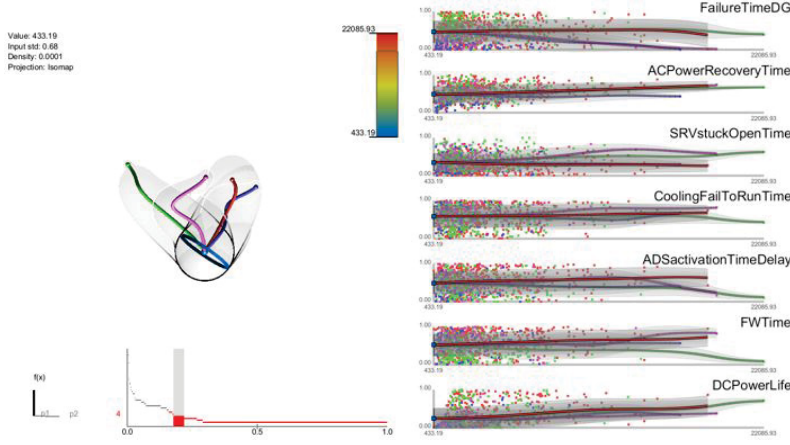 Value: 433.19
Input std: 0.68
Density: 0.0001
Projection: Isomap
22085.93
433.19
f(x)
p1
p2
4
0.0
0.5
1.0
FailureTimeDG
1.00
0.00
433.19
22085.93
ACPowerRecoveryTime
1.00
0.00
433.19
22085.93
SRVstuckOpenTime
1.00
0.00
433.19
22085.93
CoolingFailToRunTime
1.00
0.00
433.19
22085.93
ADSactivationTimeDelay
1.00
0.00
433.19
22085.93
FWTime
1.00
0.00
433.19
22085.93
DCPowerLife
1.00
0.00
433.19
22085.93